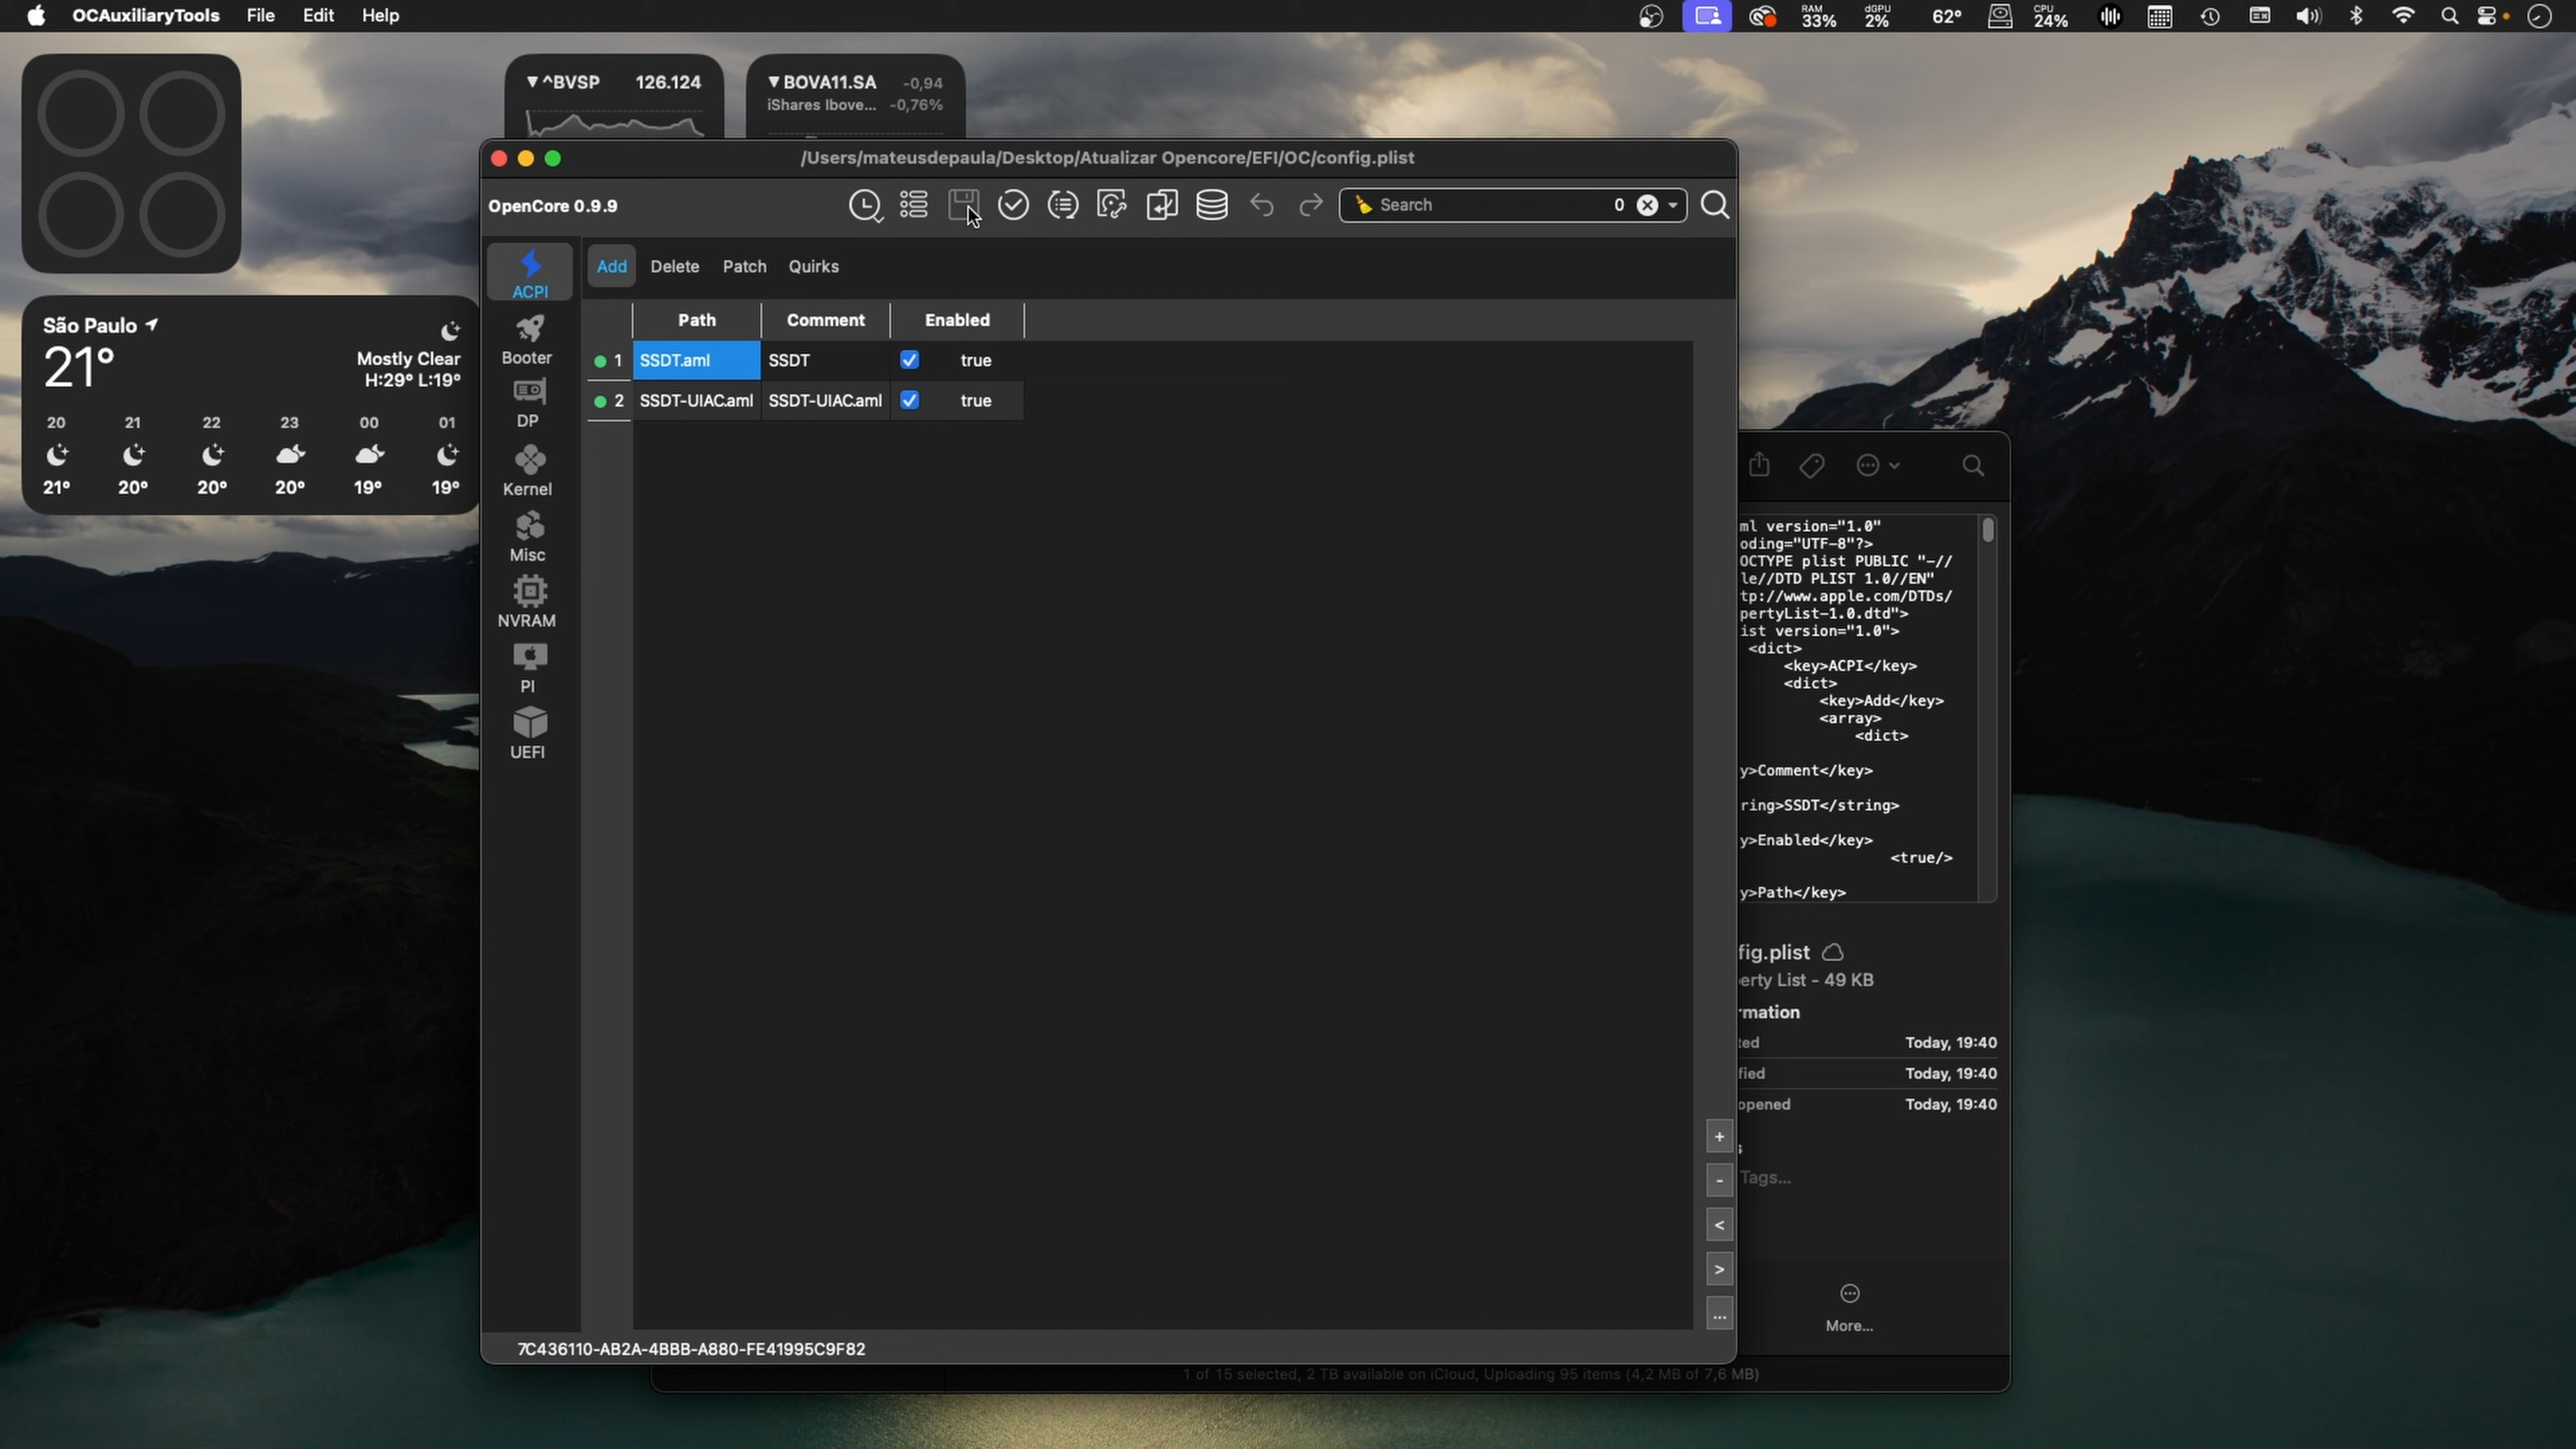 OCAuxiliaryTools File Edit Help
RAM 33% dGPU 2% 62° CPU 24%
^BVSP 126.124
BOVA11.SA -0,94
iShares Ibove... -0,76%
São Paulo
21°
Mostly Clear
H:29° L:19°
20 21 22 23 00 01
21° 20° 20° 20° 19° 19°
/Users/mateusdepaula/Desktop/Atualizar Opencore/EFI/OC/config.plist
OpenCore 0.9.9
Search 0
ACPI
Booter
DP
Kernel
Misc
NVRAM
PI
UEFI
Add Delete Patch Quirks
Path Comment Enabled
1 SSDT.aml SSDT true
2 SSDT-UIAC.aml SSDT-UIAC.aml true
+
-
<
>
...
7C436110-AB2A-4BBB-A880-FE41995C9F82
ml version="1.0"
oding="UTF-8"?>
OCTYPE plist PUBLIC "-//
le//DTD PLIST 1.0//EN"
tp://www.apple.com/DTDs/
pertyList-1.0.dtd">
ist version="1.0">
<dict>
<key>ACPI</key>
<dict>
<key>Add</key>
<array>
<dict>
y>Comment</key>
ring>SSDT</string>
y>Enabled</key>
<true/>
y>Path</key>
fig.plist
erty List - 49 KB
rmation
ted Today, 19:40
fied Today, 19:40
opened Today, 19:40
s
Tags...
More...
1 of 15 selected, 2 TB available on iCloud, Uploading 95 items (4,2 MB of 7,6 MB)